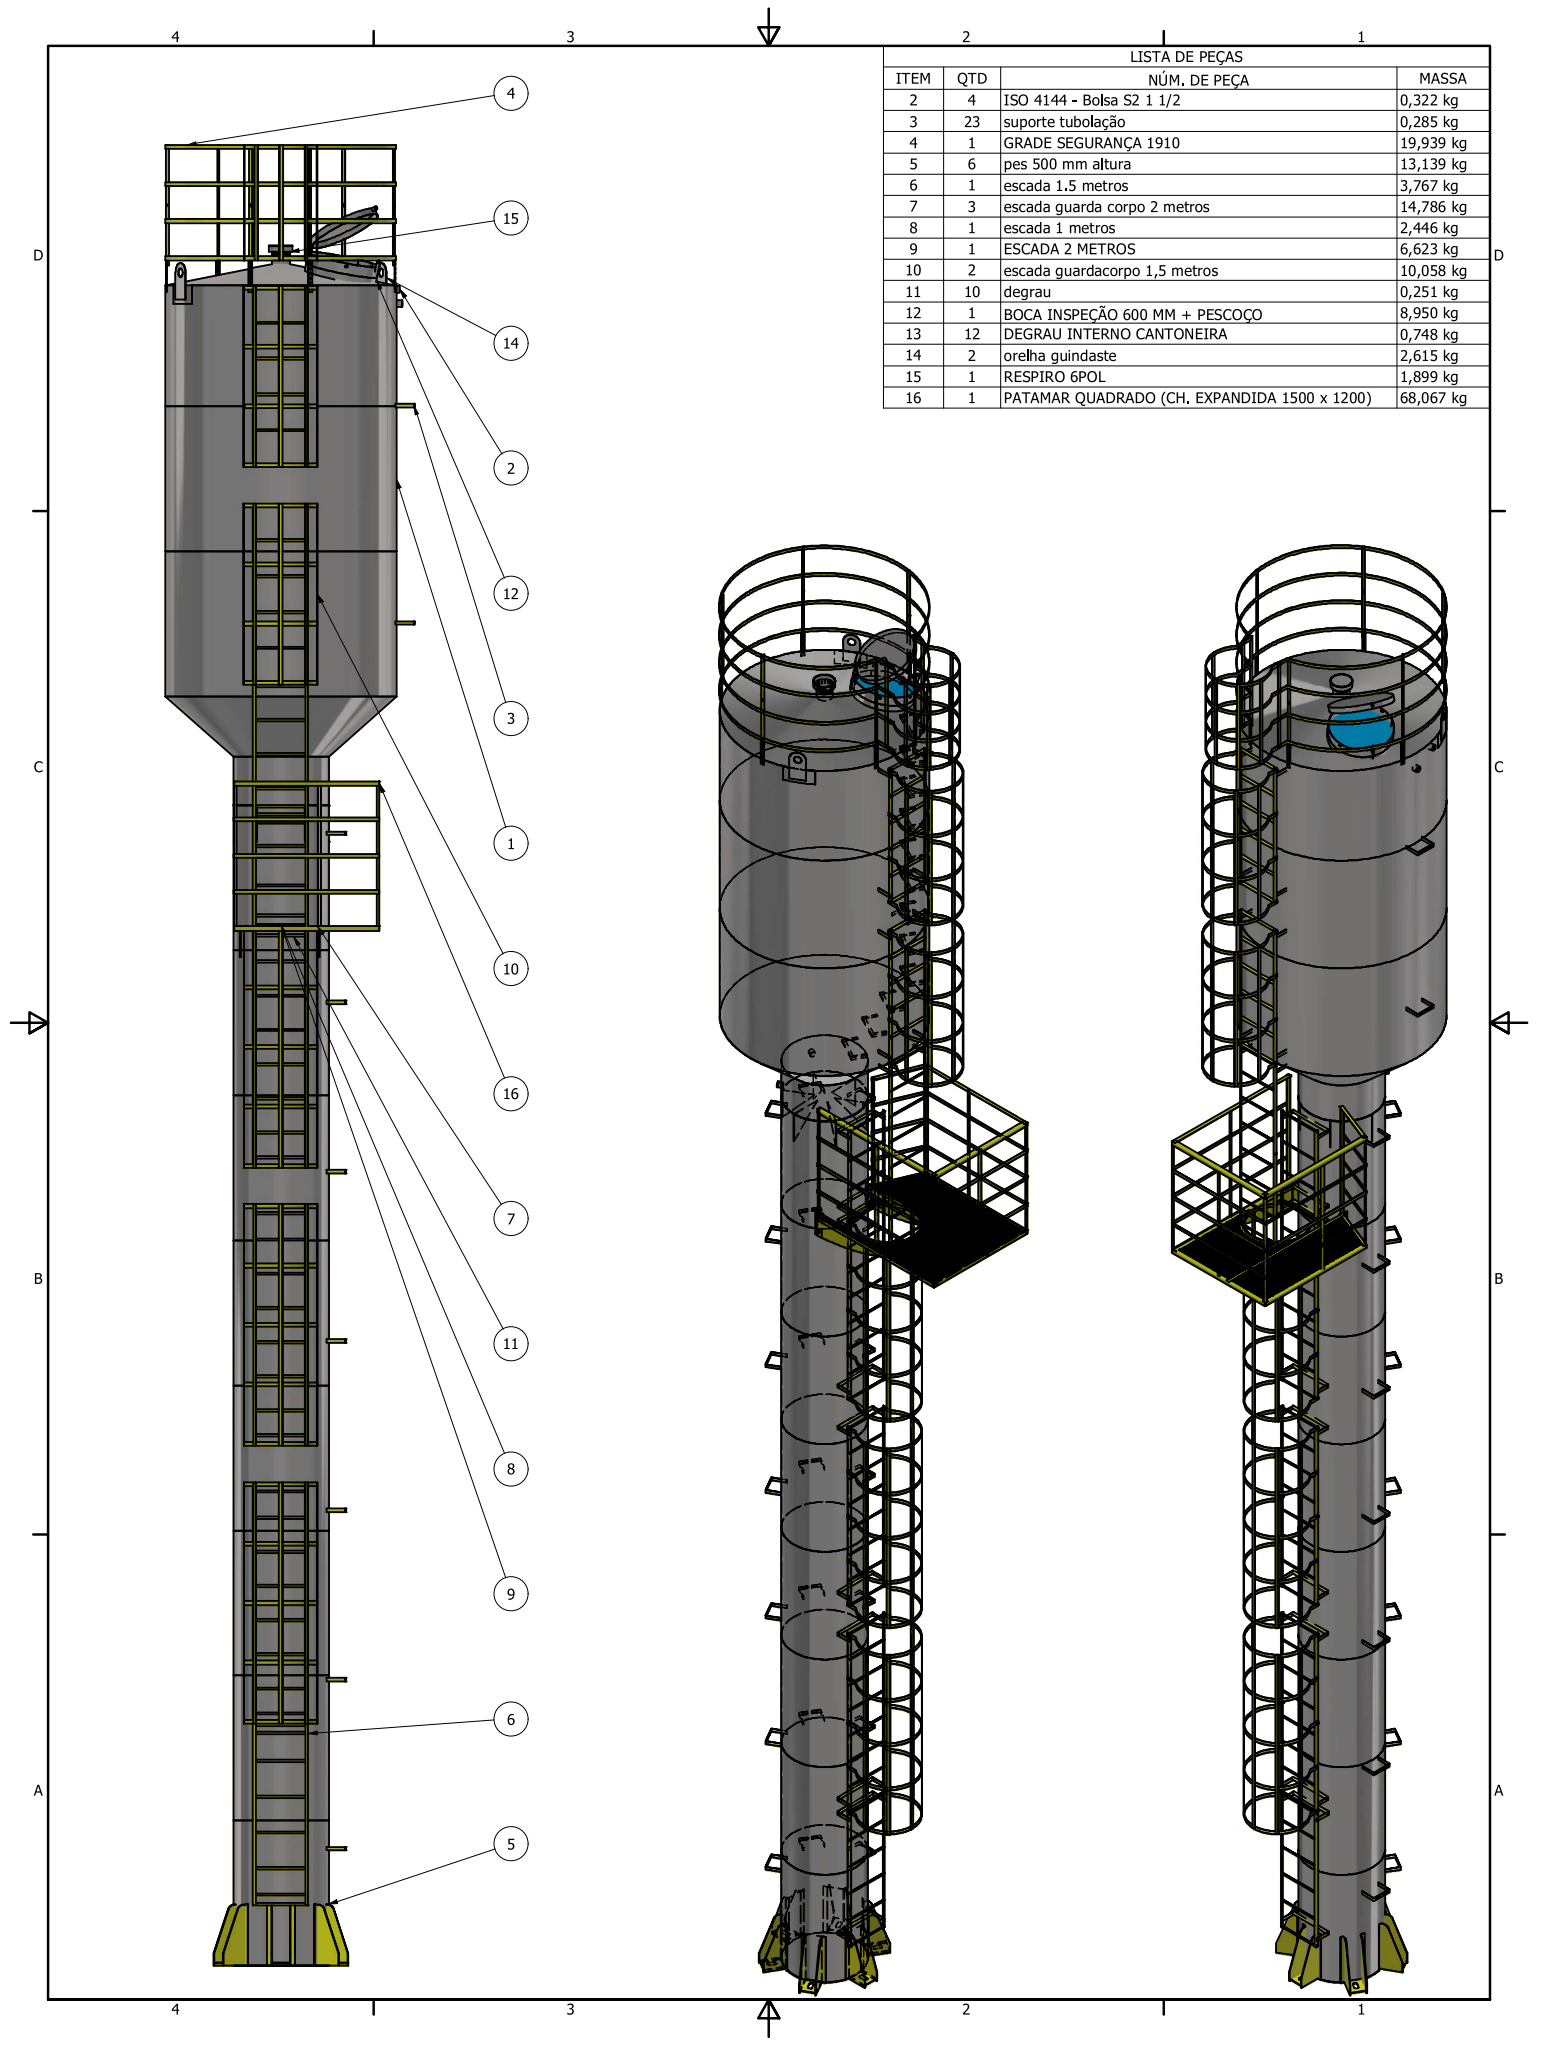 4 3 2 1
LISTA DE PEÇAS
ITEM QTD NÚM. DE PEÇA MASSA
2 4 ISO 4144 - Bolsa S2 1 1/2 0,322 kg
3 23 suporte tubolação 0,285 kg
4 1 GRADE SEGURANÇA 1910 19,939 kg
5 6 pes 500 mm altura 13,139 kg
6 1 escada 1.5 metros 3,767 kg
7 3 escada guarda corpo 2 metros 14,786 kg
8 1 escada 1 metros 2,446 kg
9 1 ESCADA 2 METROS 6,623 kg
10 2 escada guardacorpo 1,5 metros 10,058 kg
11 10 degrau 0,251 kg
12 1 BOCA INSPEÇÃO 600 MM + PESCOÇO 8,950 kg
13 12 DEGRAU INTERNO CANTONEIRA 0,748 kg
14 2 orelha guindaste 2,615 kg
15 1 RESPIRO 6POL 1,899 kg
16 1 PATAMAR QUADRADO (CH. EXPANDIDA 1500 x 1200) 68,067 kg
4
15
D D
14
2
12
3
C C
1
10
16
7
B B
11
8
9
6
A A
5
4 3 2 1